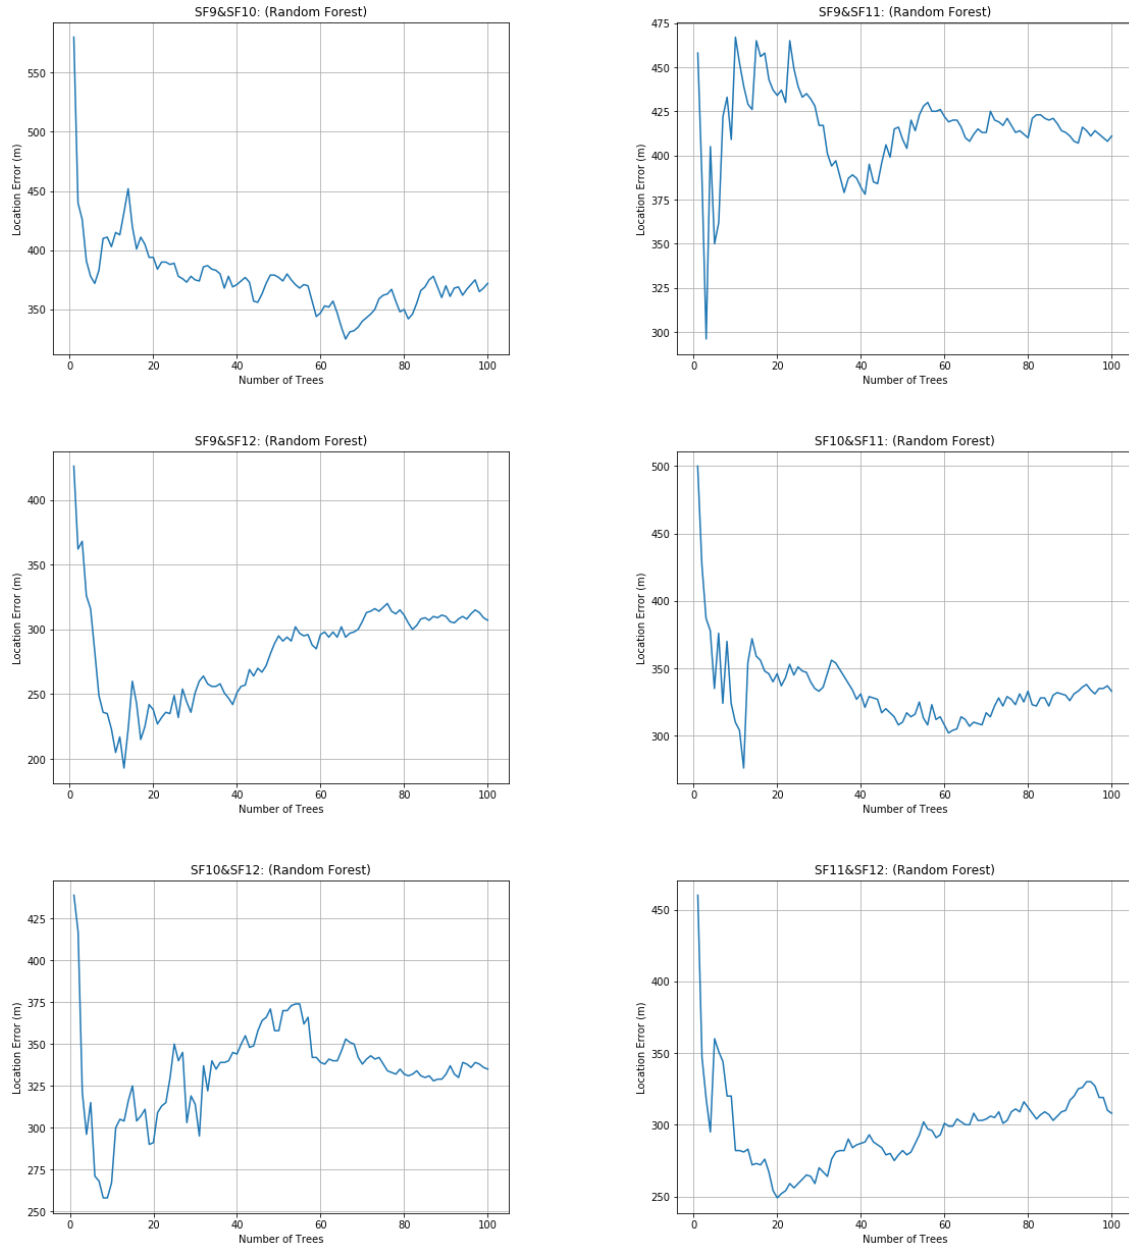 SF9&SF10: (Random Forest)
Location Error (m)
550
500
450
400
350
0 20 40 60 80 100
Number of Trees
SF9&SF11: (Random Forest)
Location Error (m)
475
450
425
400
375
350
325
300
0 20 40 60 80 100
Number of Trees
SF9&SF12: (Random Forest)
Location Error (m)
400
350
300
250
200
0 20 40 60 80 100
Number of Trees
SF10&SF11: (Random Forest)
Location Error (m)
500
450
400
350
300
0 20 40 60 80 100
Number of Trees
SF10&SF12: (Random Forest)
Location Error (m)
425
400
375
350
325
300
275
250
0 20 40 60 80 100
Number of Trees
SF11&SF12: (Random Forest)
Location Error (m)
450
400
350
300
250
0 20 40 60 80 100
Number of Trees